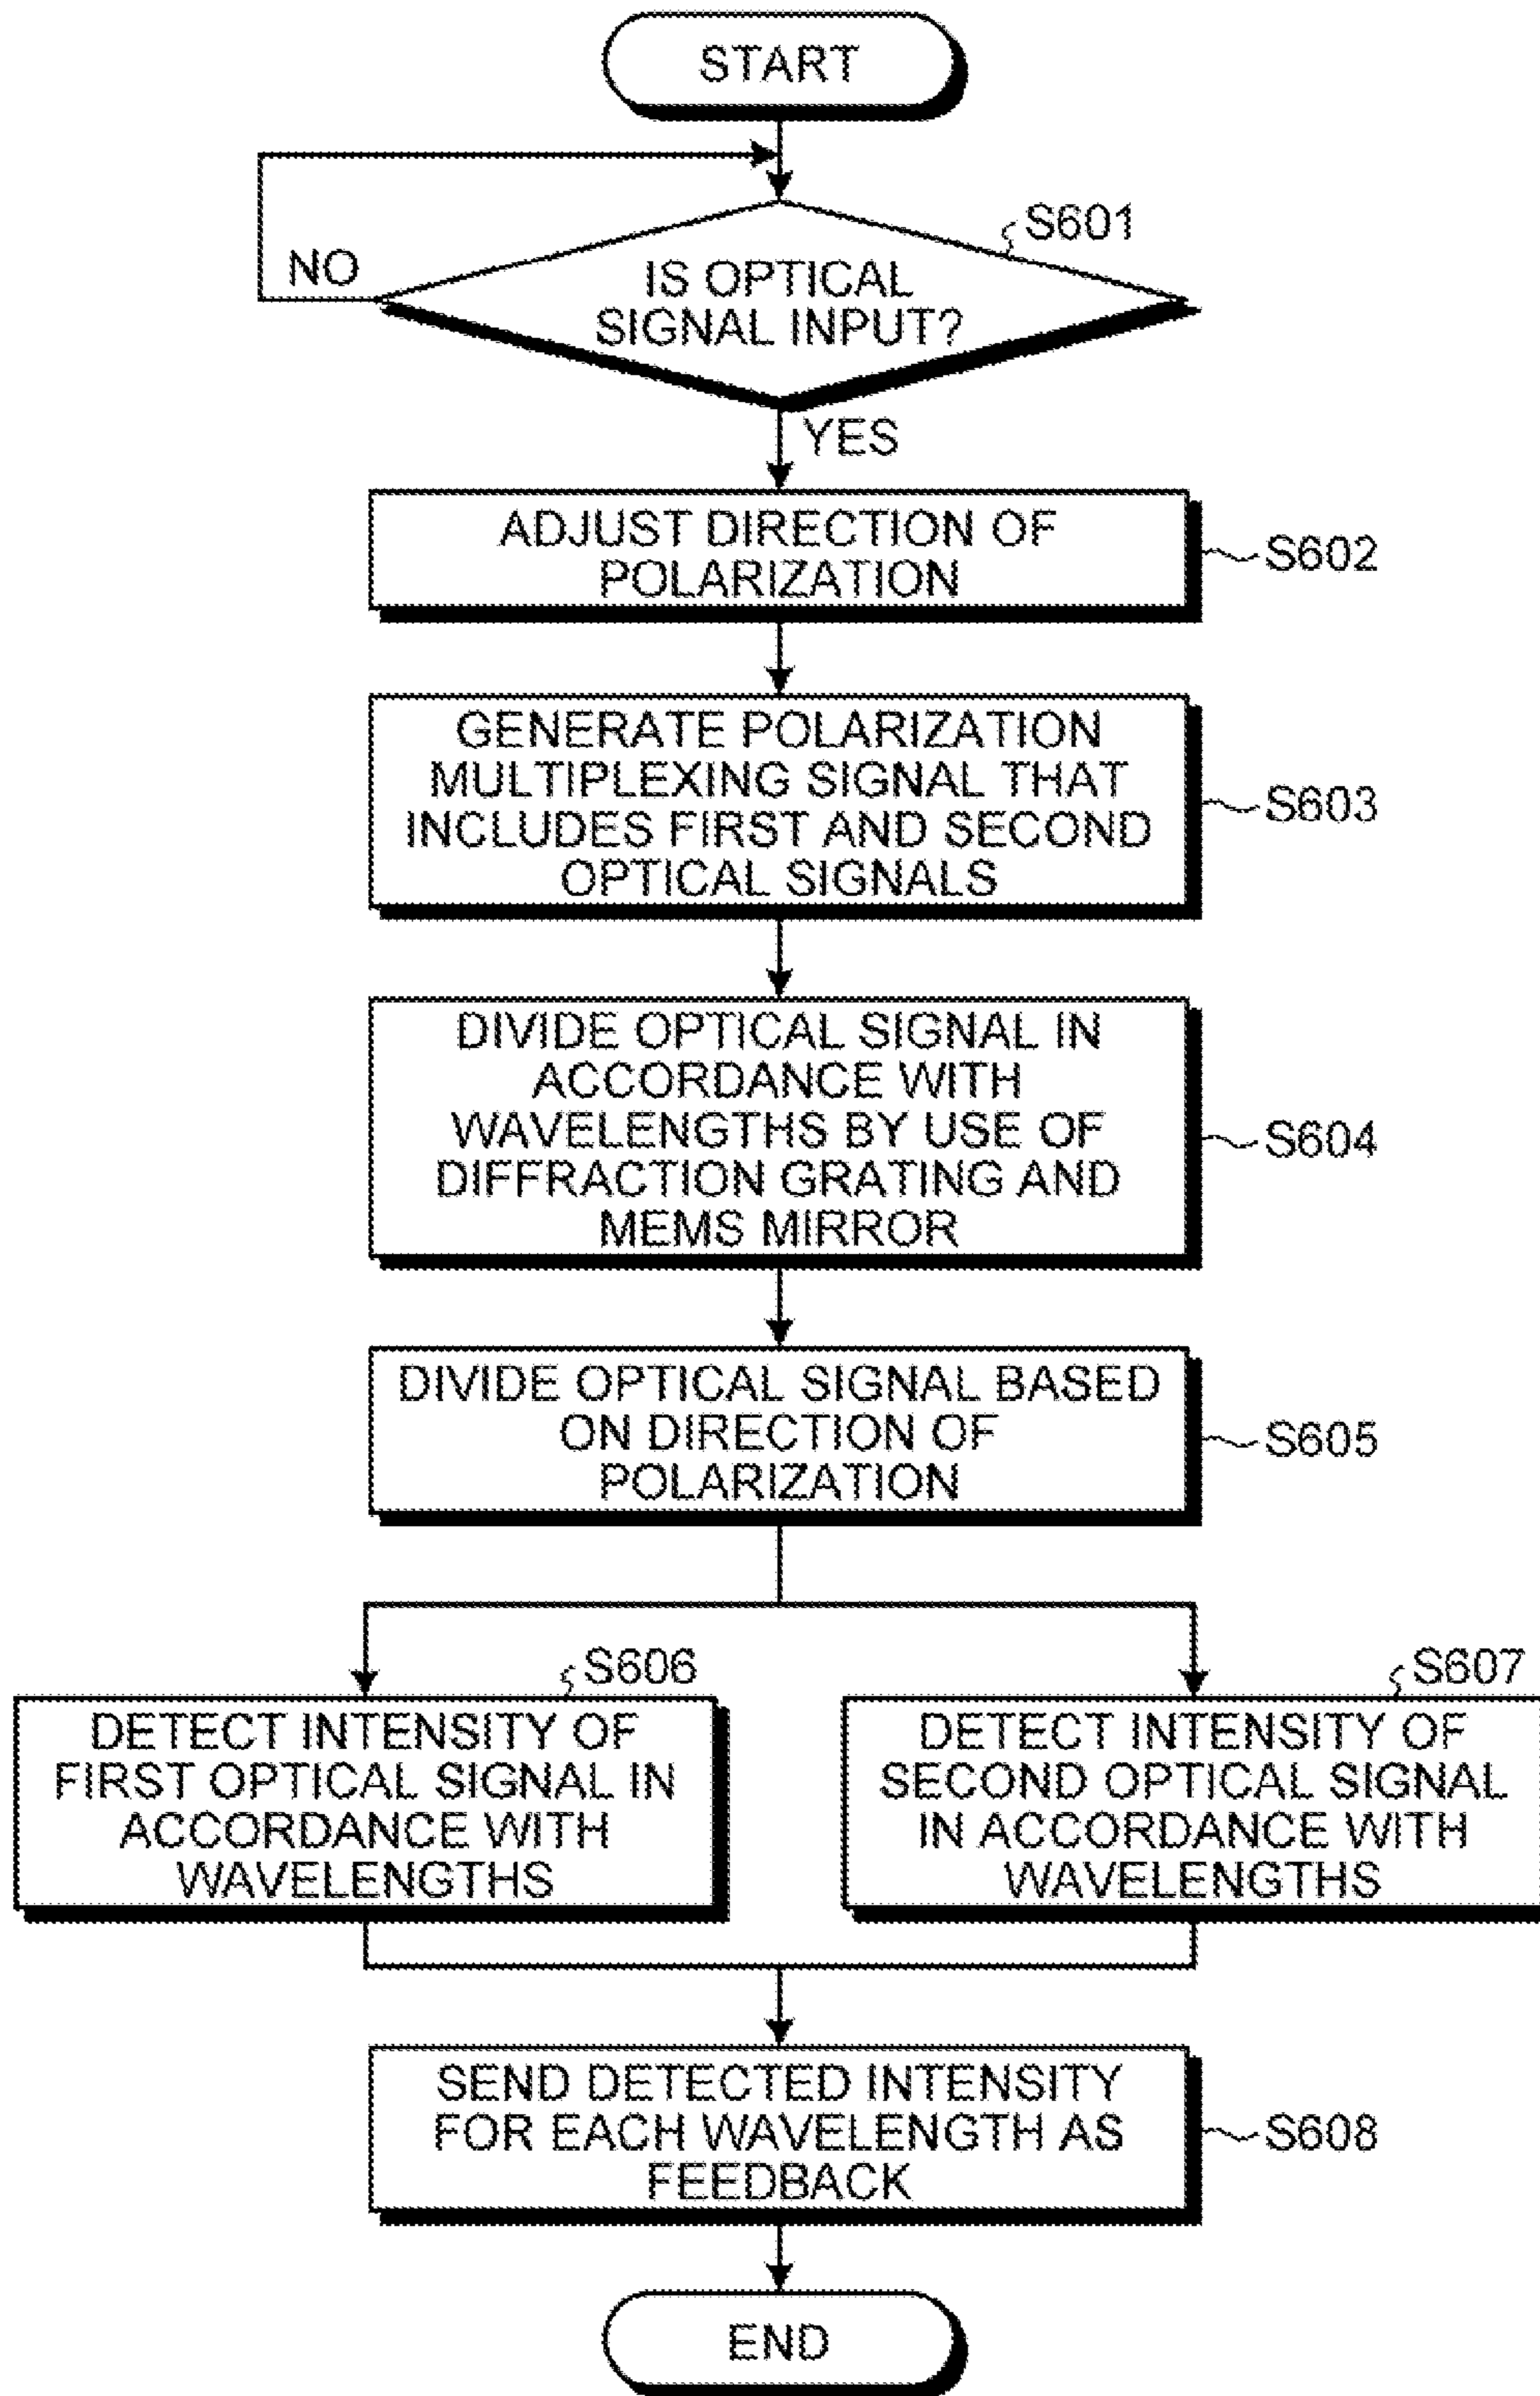 START
S601
NO
IS OPTICAL
SIGNAL INPUT?
YES
ADJUST DIRECTION OF
POLARIZATION
S602
GENERATE POLARIZATION
MULTIPLEXING SIGNAL THAT
INCLUDES FIRST AND SECOND
OPTICAL SIGNALS
S603
DIVIDE OPTICAL SIGNAL IN
ACCORDANCE WITH
WAVELENGTHS BY USE OF
DIFFRACTION GRATING AND
MEMS MIRROR
S604
DIVIDE OPTICAL SIGNAL BASED
ON DIRECTION OF
POLARIZATION
S605
S606
DETECT INTENSITY OF
FIRST OPTICAL SIGNAL IN
ACCORDANCE WITH
WAVELENGTHS
S607
DETECT INTENSITY OF
SECOND OPTICAL SIGNAL
IN ACCORDANCE WITH
WAVELENGTHS
SEND DETECTED INTENSITY
FOR EACH WAVELENGTH AS
FEEDBACK
S608
END